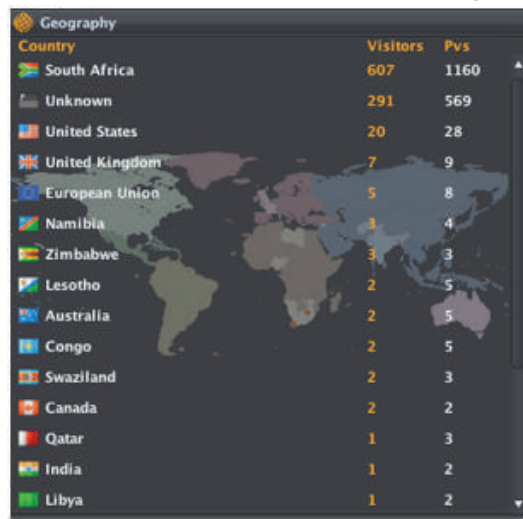 Geography
Country Visitors Pvs
South Africa 607 1160
Unknown 291 569
United States 20 28
United Kingdom 7 9
European Union 5 8
Namibia 3 4
Zimbabwe 3 3
Lesotho 2 5
Australia 2 5
Congo 2 5
Swaziland 2 3
Canada 2 2
Qatar 1 3
India 1 2
Libya 1 2